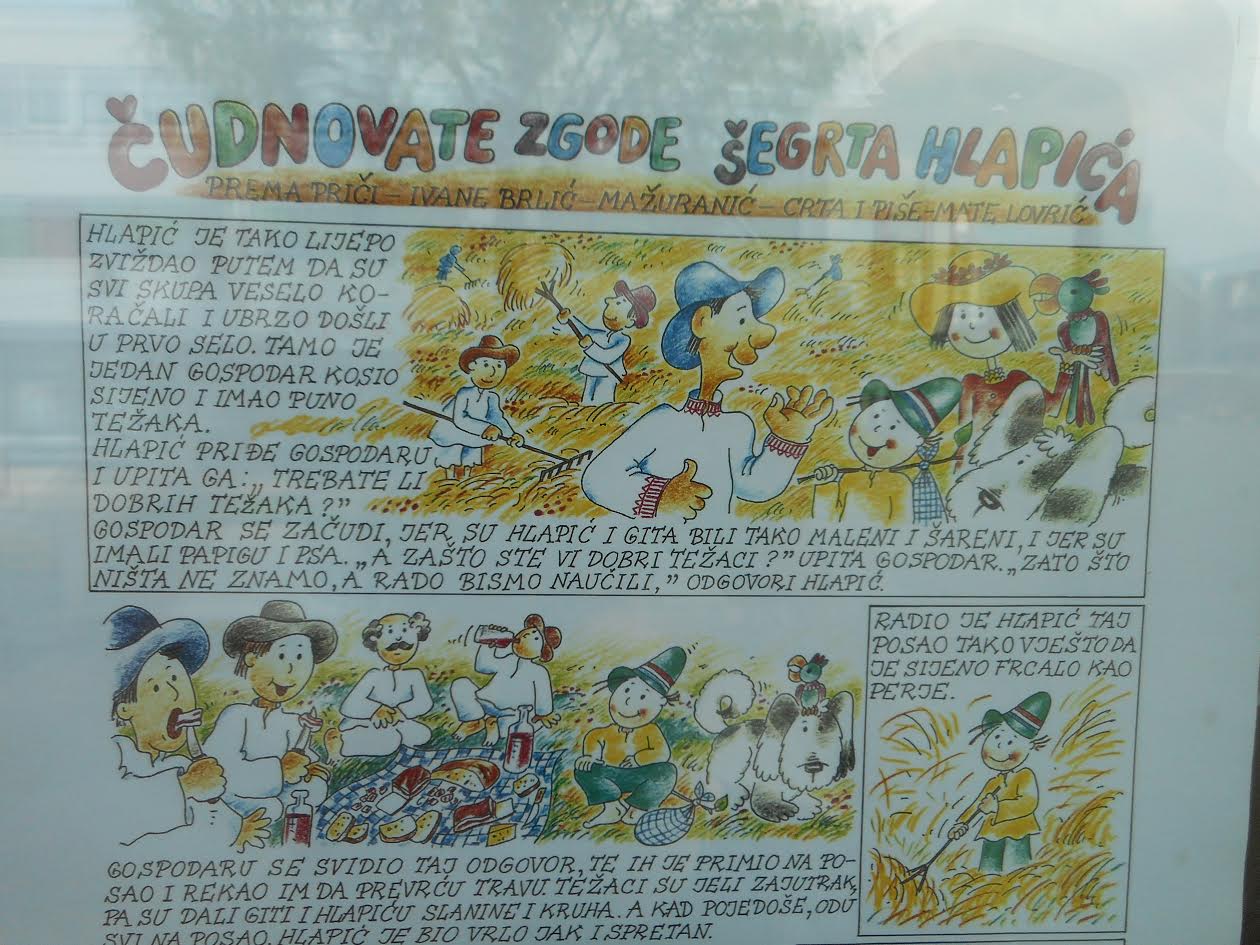 ČUDNOVATE ZGODE ŠEGRTA HLAPIĆA
PREMA PRIČI – IVANE BRLIĆ – MAŽURANIĆ – CRTA I PIŠE – MATE LOVRIĆ
HLAPIĆ JE TAKO LIJEPO
ZVIŽDAO PUTEM DA SU
SVI SKUPA VESELO KO-
RAČALI I UBRZO DOŠLI
U PRVO SELO. TAMO JE
JEDAN GOSPODAR KOSIO
SIJENO I IMAO PUNO
TEŽAKA.
HLAPIĆ PRIĐE GOSPODARU
I UPITA GA: „TREBATE LI
DOBRIH TEŽAKA?”
GOSPODAR SE ZAČUDI, JER SU HLAPIĆ I GITA BILI TAKO MALENI I ŠARENI, I JER SU
IMALI PAPIGU I PSA. „A ZAŠTO STE VI DOBRI TEŽACI?” UPITA GOSPODAR. „ZATO ŠTO
NIŠTA NE ZNAMO, A RADO BISMO NAUČILI,” ODGOVORI HLAPIĆ.
GOSPODARU SE SVIDIO TAJ ODGOVOR, TE IH JE PRIMIO NA PO-
SAO I REKAO IM DA PREVRĆU TRAVU. TEŽACI SU JELI ZAJUTRAK,
PA SU DALI GITI I HLAPIĆU SLANINE I KRUHA. A KAD POJEDOŠE, ODU
SVI NA POSAO. HLAPIĆ JE BIO VRLO JAK I SPRETAN.
RADIO JE HLAPIĆ TAJ
POSAO TAKO VJEŠTO DA
JE SIJENO FRCALO KAO
PERJE.